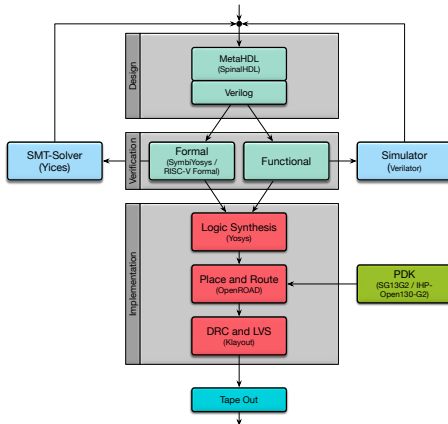 Design
MetaHDL
(SpinalHDL)
Verilog
Verification
SMT-Solver
(Yices)
Formal
(SymbiYosys /
RISC-V Formal)
Functional
Simulator
(Verilator)
Implementation
Logic Synthesis
(Yosys)
Place and Route
(OpenROAD)
PDK
(SG13G2 / IHP-
Open130-G2)
DRC and LVS
(Klayout)
Tape Out